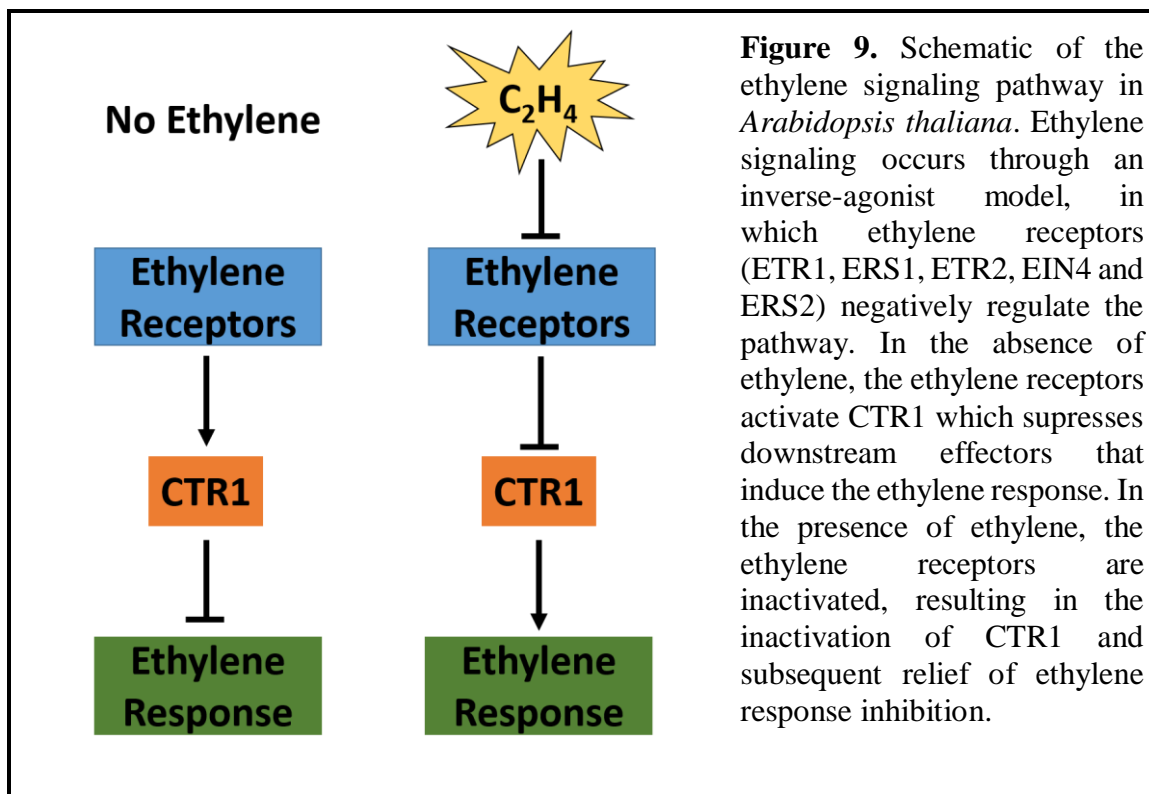 No Ethylene
C2H4
Ethylene
Receptors
Ethylene
Receptors
CTR1
CTR1
Ethylene
Response
Ethylene
Response
Figure 9. Schematic of the
ethylene signaling pathway in
Arabidopsis thaliana. Ethylene
signaling occurs through an
inverse-agonist model, in
which ethylene receptors
(ETR1, ERS1, ETR2, EIN4 and
ERS2) negatively regulate the
pathway. In the absence of
ethylene, the ethylene receptors
activate CTR1 which supresses
downstream effectors that
induce the ethylene response. In
the presence of ethylene, the
ethylene receptors are
inactivated, resulting in the
inactivation of CTR1 and
subsequent relief of ethylene
response inhibition.